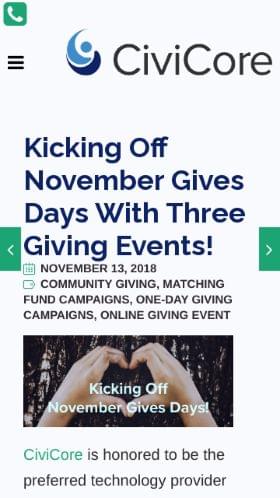 CiviCore
Kicking Off
November Gives
Days With Three
Giving Events!
NOVEMBER 13, 2018
COMMUNITY GIVING, MATCHING
FUND CAMPAIGNS, ONE-DAY GIVING
CAMPAIGNS, ONLINE GIVING EVENT
Kicking Off
November Gives Days!
CiviCore is honored to be the
preferred technology provider